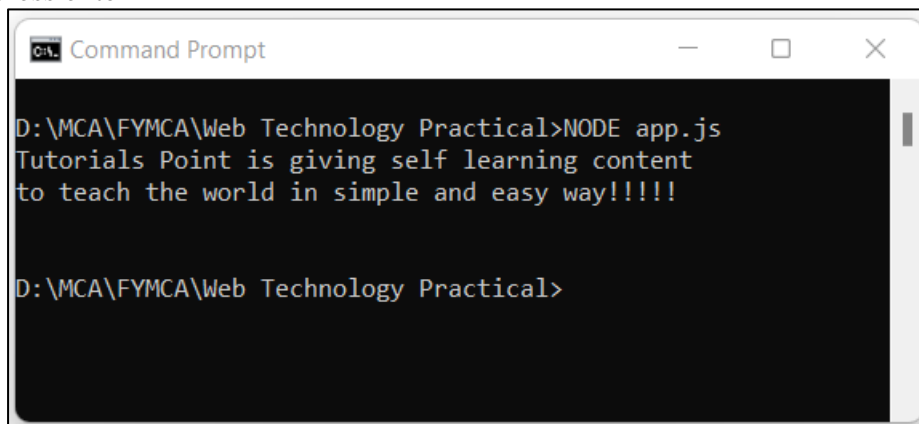 Command Prompt
D:\MCA\FYMCA\Web Technology Practical>NODE app.js
Tutorials Point is giving self learning content
to teach the world in simple and easy way!!!!!
D:\MCA\FYMCA\Web Technology Practical>